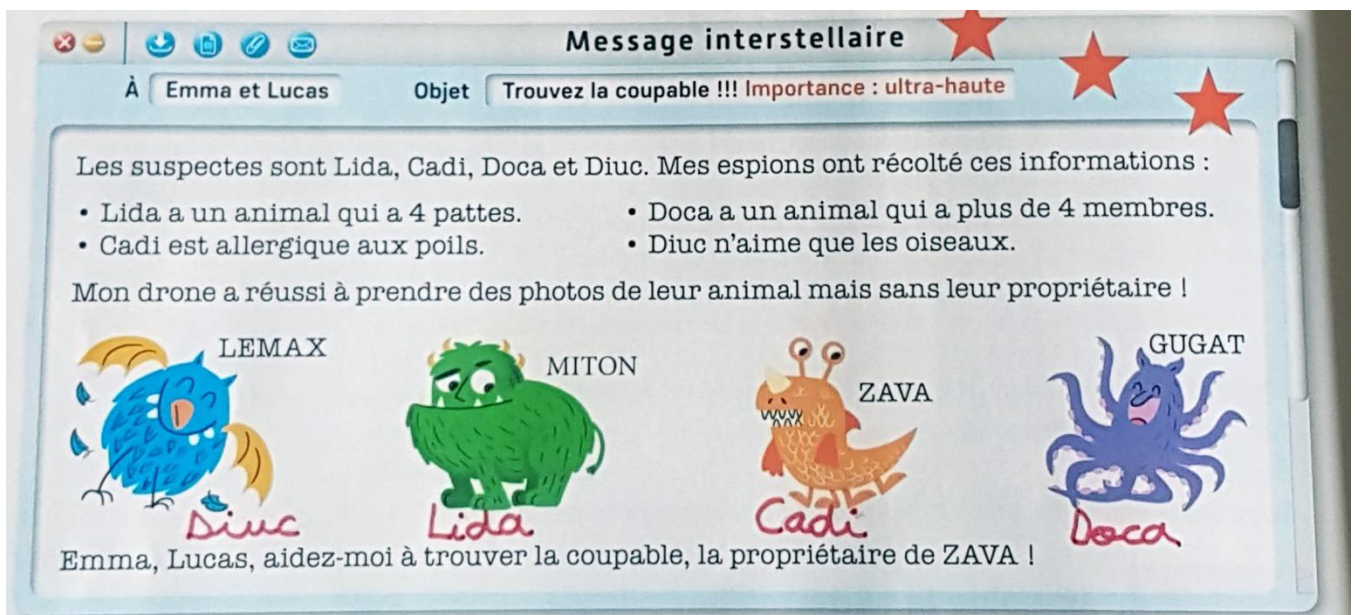 Message interstellaire
À Emma et Lucas Objet Trouvez la coupable !!! Importance : ultra-haute
Les suspectes sont Lida, Cadi, Doca et Diuc. Mes espions ont récolté ces informations :
• Lida a un animal qui a 4 pattes.
• Cadi est allergique aux poils.
• Doca a un animal qui a plus de 4 membres.
• Diuc n'aime que les oiseaux.
Mon drone a réussi à prendre des photos de leur animal mais sans leur propriétaire !
LEMAX
MITON
ZAVA
GUGAT
Diuc
Lida
Cadi
Doca
Emma, Lucas, aidez-moi à trouver la coupable, la propriétaire de ZAVA !